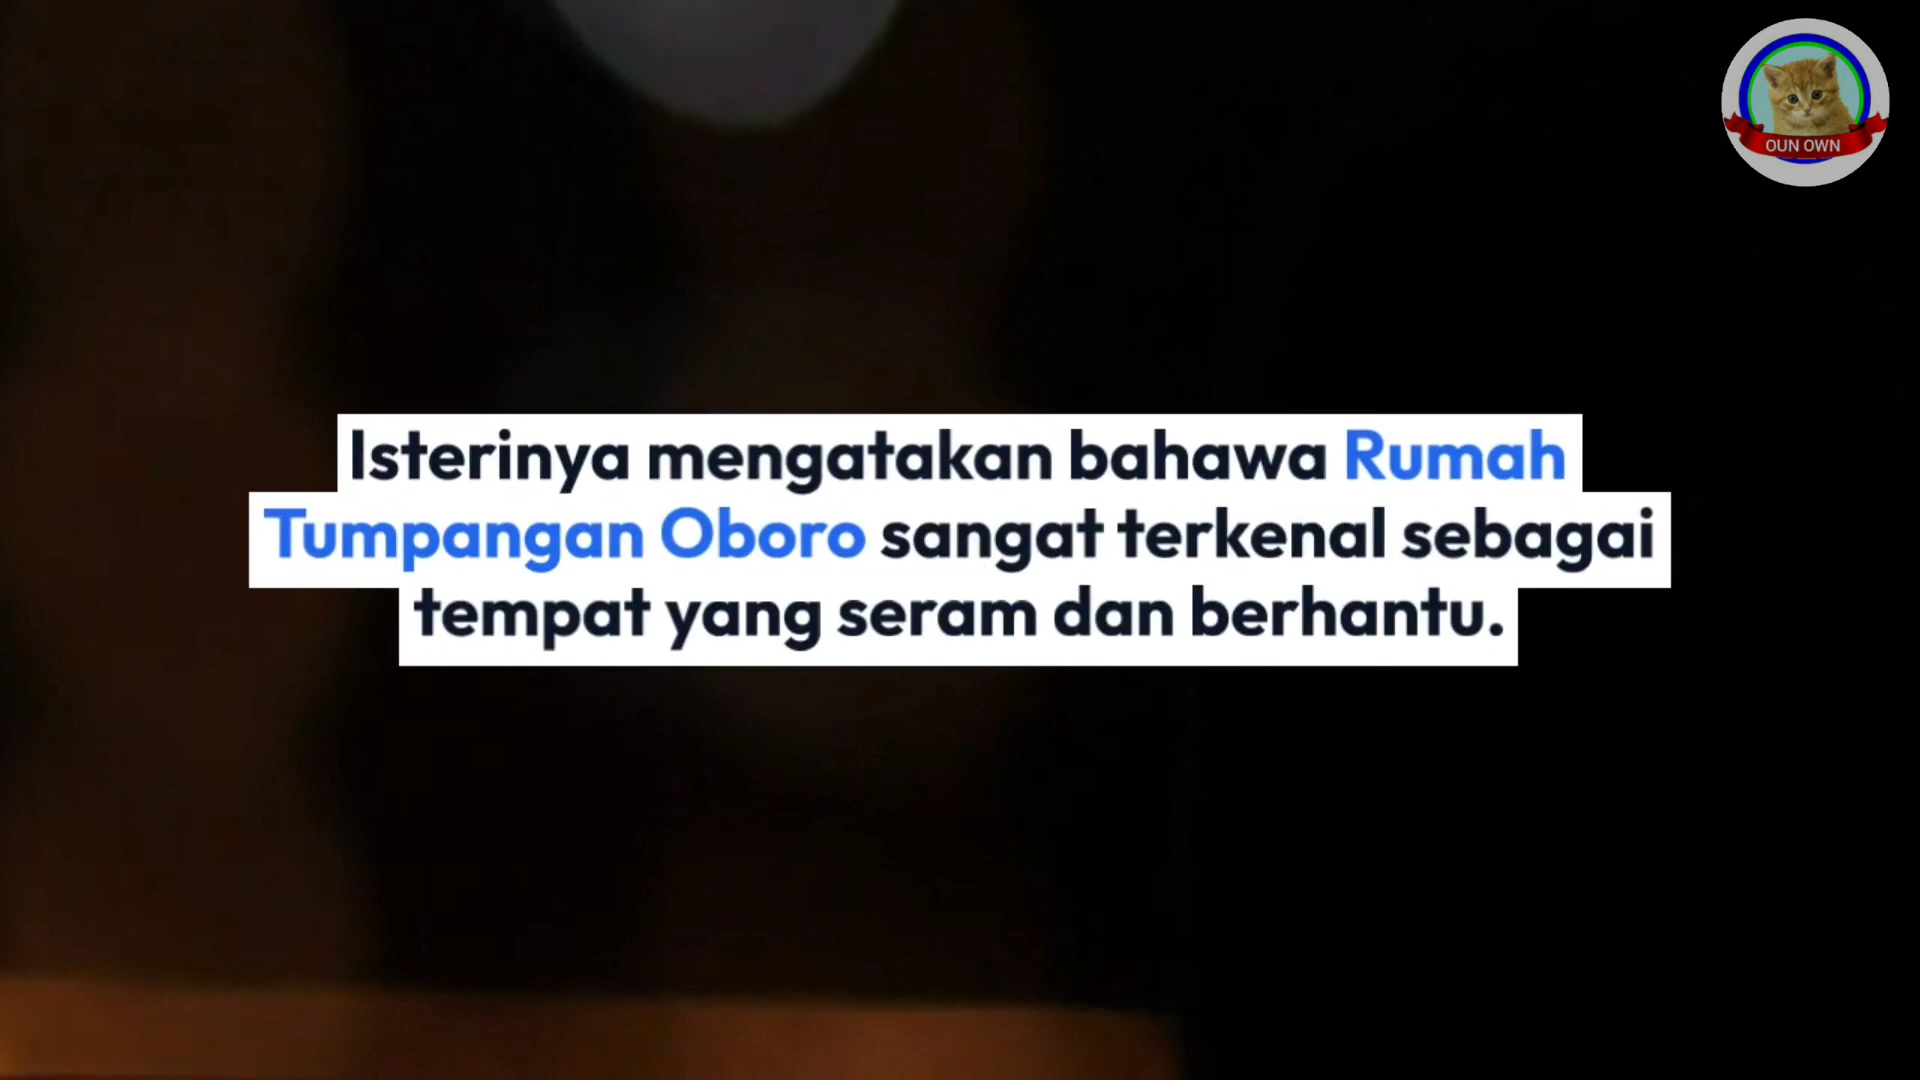 OUN OWN
Isterinya mengatakan bahawa Rumah
Tumpangan Oboro sangat terkenal sebagai
tempat yang seram dan berhantu.